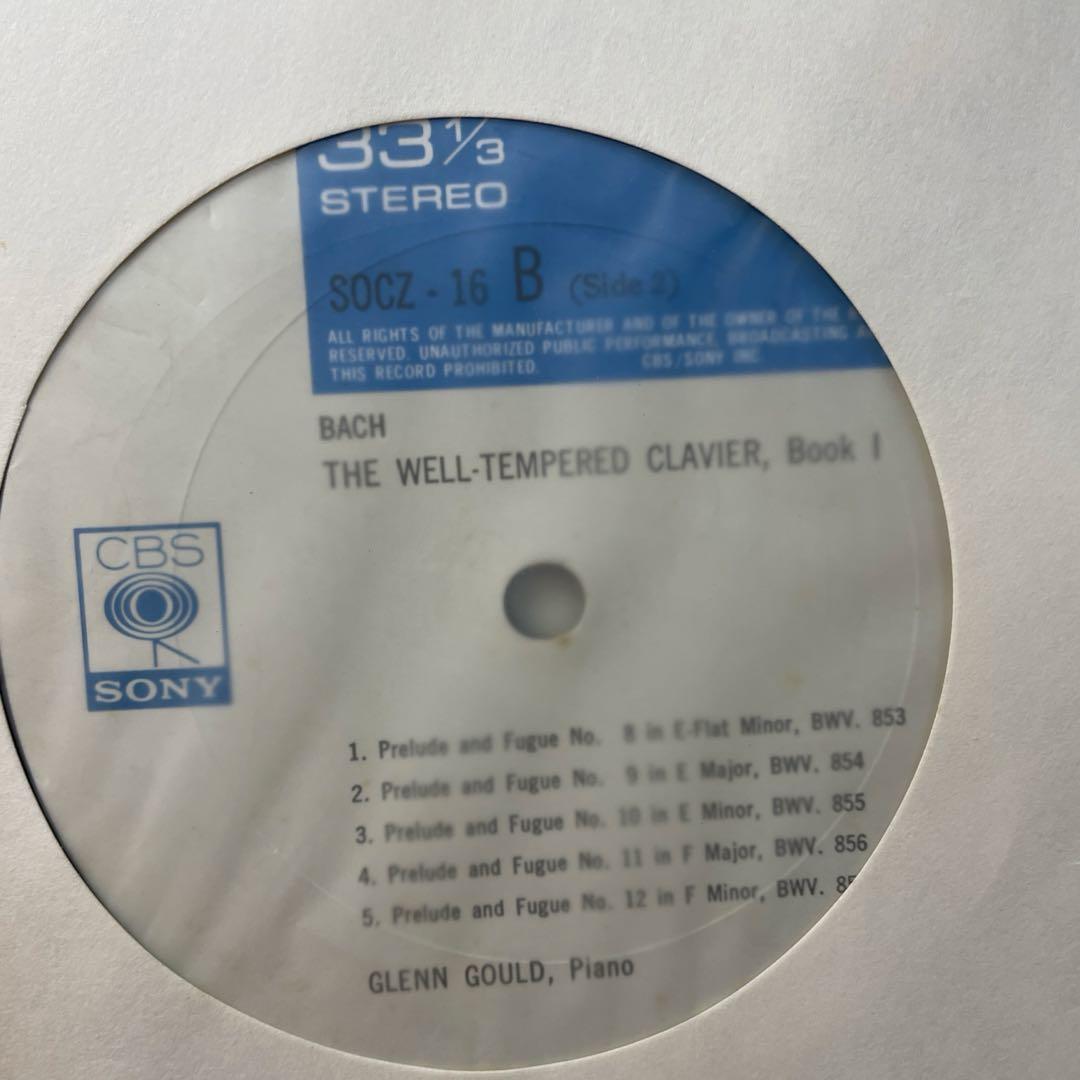 33 1/3
STEREO
SOCZ - 16 B (Side 2)
ALL RIGHTS OF THE MANUFACTURER AND OF THE OWNER OF THE
RESERVED. UNAUTHORIZED PUBLIC PERFORMANCE, BROADCASTING
THIS RECORD PROHIBITED. CBS/SONY INC.
BACH
THE WELL-TEMPERED CLAVIER, Book I
CBS
SONY
1. Prelude and Fugue No. 8 in E-Flat Minor, BWV. 853
2. Prelude and Fugue No. 9 in E Major, BWV. 854
3. Prelude and Fugue No. 10 in E Minor, BWV. 855
4. Prelude and Fugue No. 11 in F Major, BWV. 856
5. Prelude and Fugue No. 12 in F Minor, BWV. 
GLENN GOULD, Piano